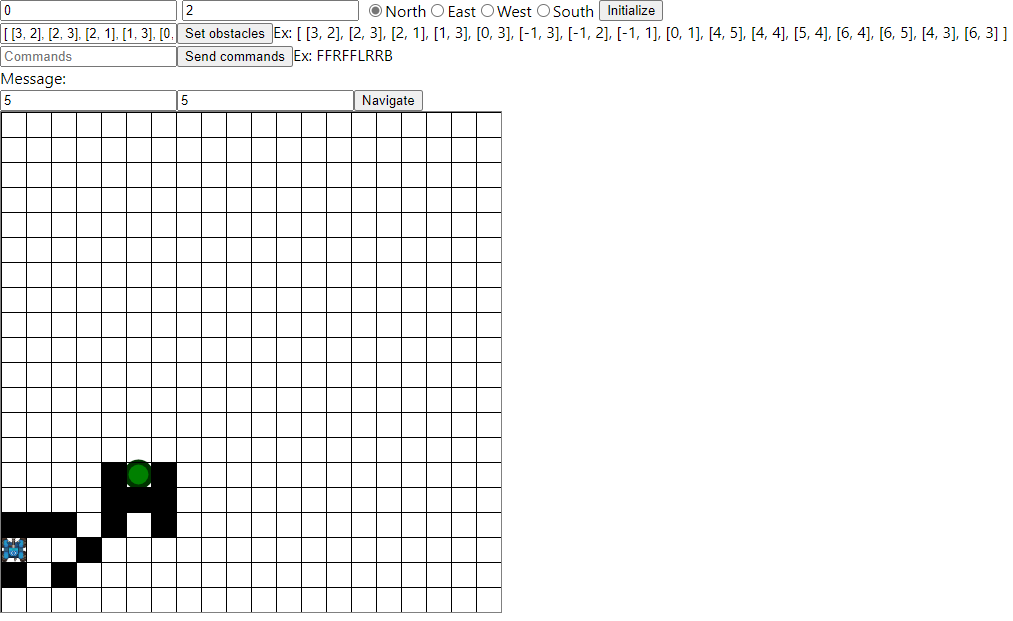 0 2 North East West South Initialize
[ [3, 2], [2, 3], [2, 1], [1, 3], [0, Set obstacles Ex: [ [3, 2], [2, 3], [2, 1], [1, 3], [0, 3], [-1, 3], [-1, 2], [-1, 1], [0, 1], [4, 5], [4, 4], [5, 4], [6, 4], [6, 5], [4, 3], [6, 3] ]
Commands Send commands Ex: FFRFFLRRB
Message:
5 5 Navigate